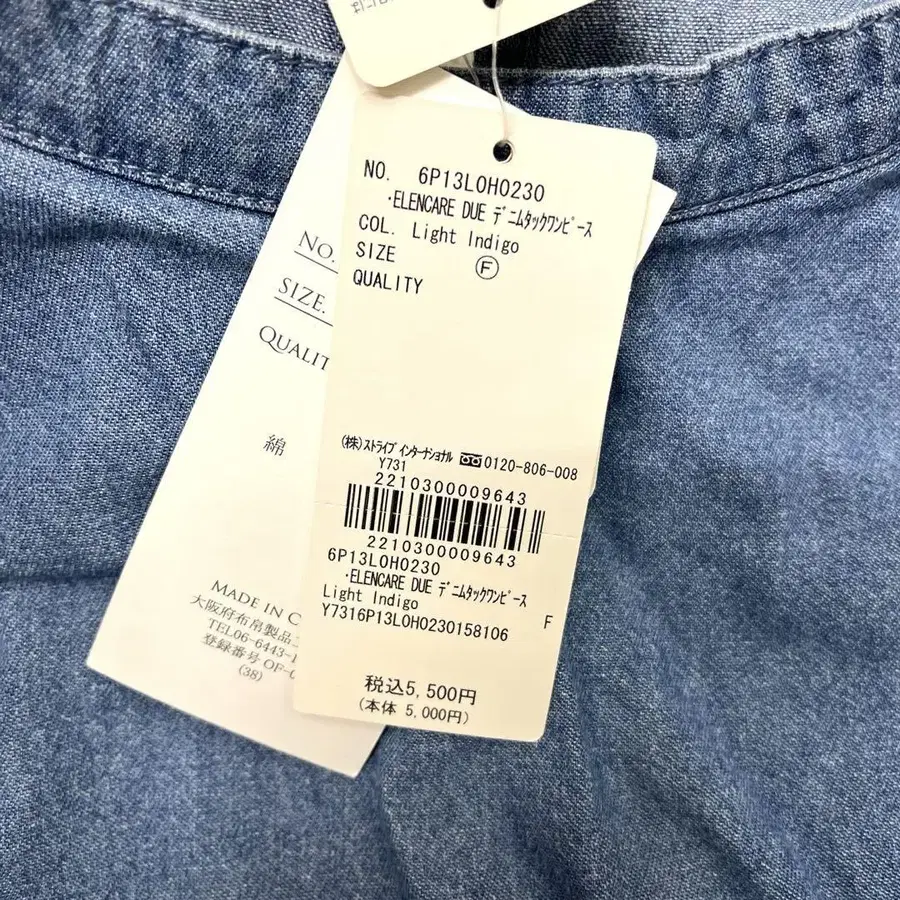 NO. 6P13L0H0230
・ELENCARE DUE デニムタックワンピース
COL. Light Indigo
SIZE Ⓕ
QUALITY
(株)ストライプインターナショナル 0120-806-008
Y731
2210300009643
2210300009643
6P13L0H0230
・ELENCARE DUE デニムタックワンピース
Light Indigo F
Y7316P13L0H0230158106
税込5,500円
(本体 5,000円)
NO.
SIZE.
QUALIT
綿
MADE IN C
大阪府布帛製品
TEL06-6443-1
登録番号 OF-0
(38)